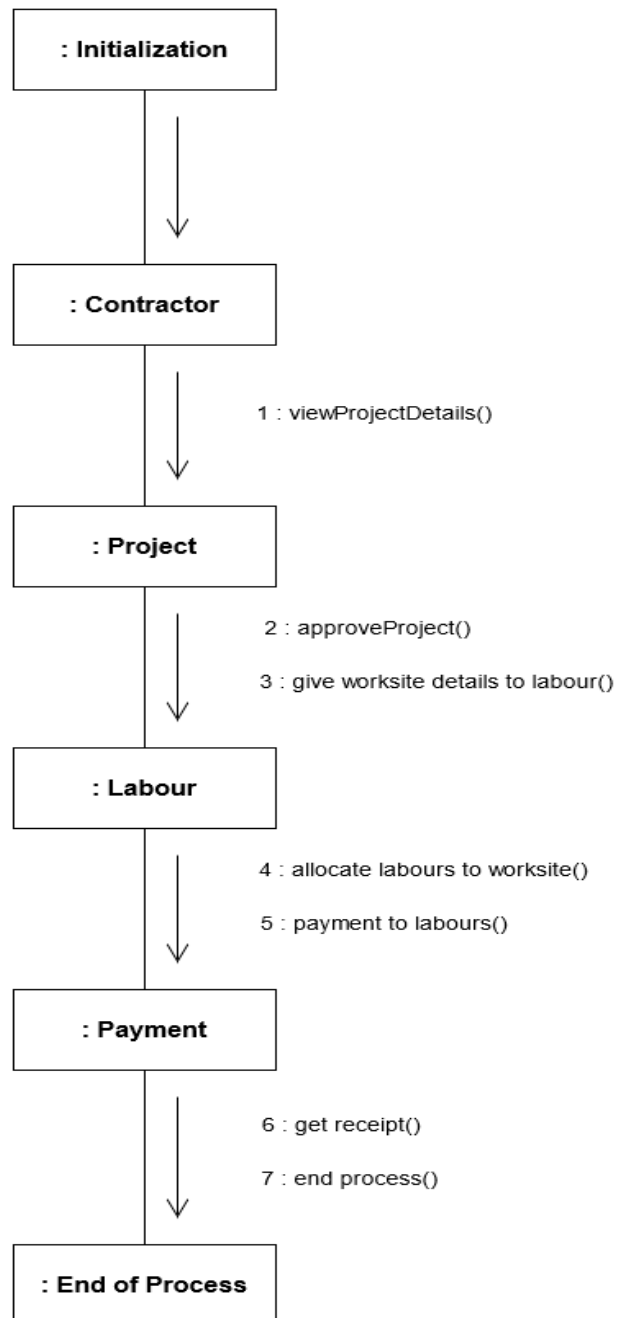 : Initialization
: Contractor
1 : viewProjectDetails()
: Project
2 : approveProject()
3 : give worksite details to labour()
: Labour
4 : allocate labours to worksite()
5 : payment to labours()
: Payment
6 : get receipt()
7 : end process()
: End of Process